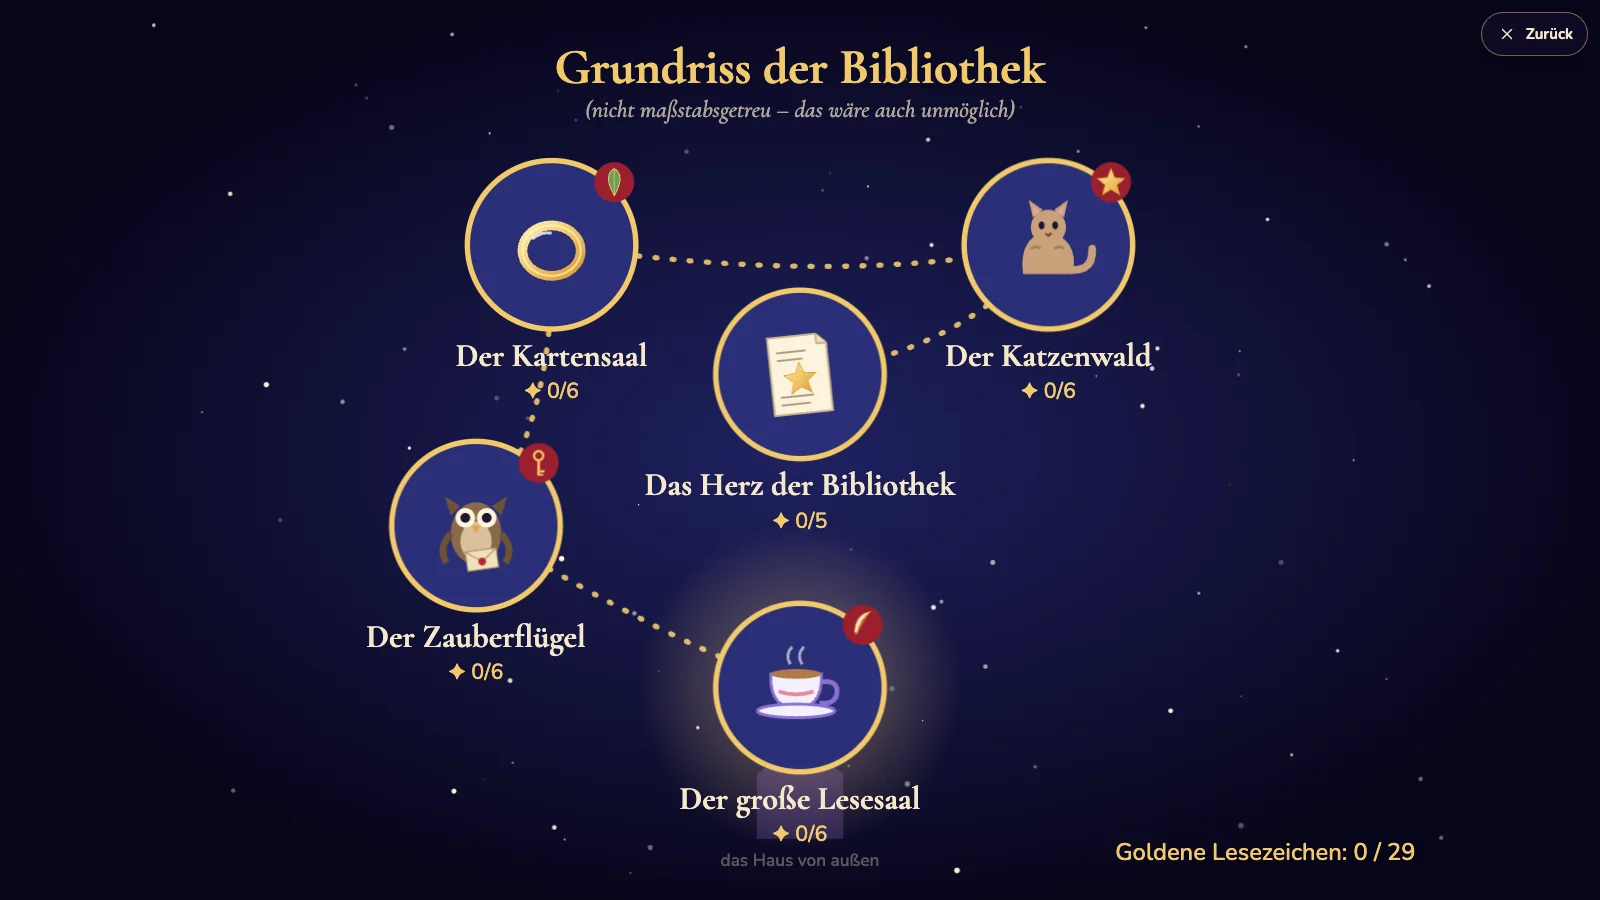 Zurück
Grundriss der Bibliothek
(nicht maßstabsgetreu – das wäre auch unmöglich)
Der Kartensaal
0/6
Der Katzenwald
0/6
Das Herz der Bibliothek
0/5
Der Zauberflügel
0/6
Der große Lesesaal
0/6
das Haus von außen
Goldene Lesezeichen: 0 / 29